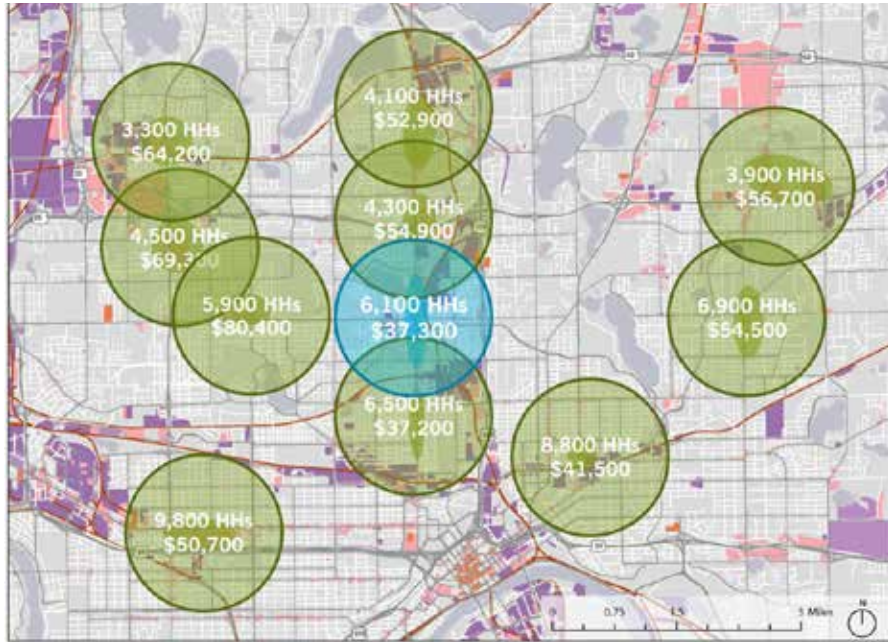 4,100 HHs
$52,900
3,300 HHs
$64,200
3,900 HHs
$56,700
4,300 HHs
$54,900
4,500 HHs
$69,300
5,900 HHs
$80,400
6,100 HHs
$37,300
6,900 HHs
$54,500
6,500 HHs
$37,200
8,800 HHs
$41,500
9,800 HHs
$50,700
0 0.75 1.5 3 Miles
N